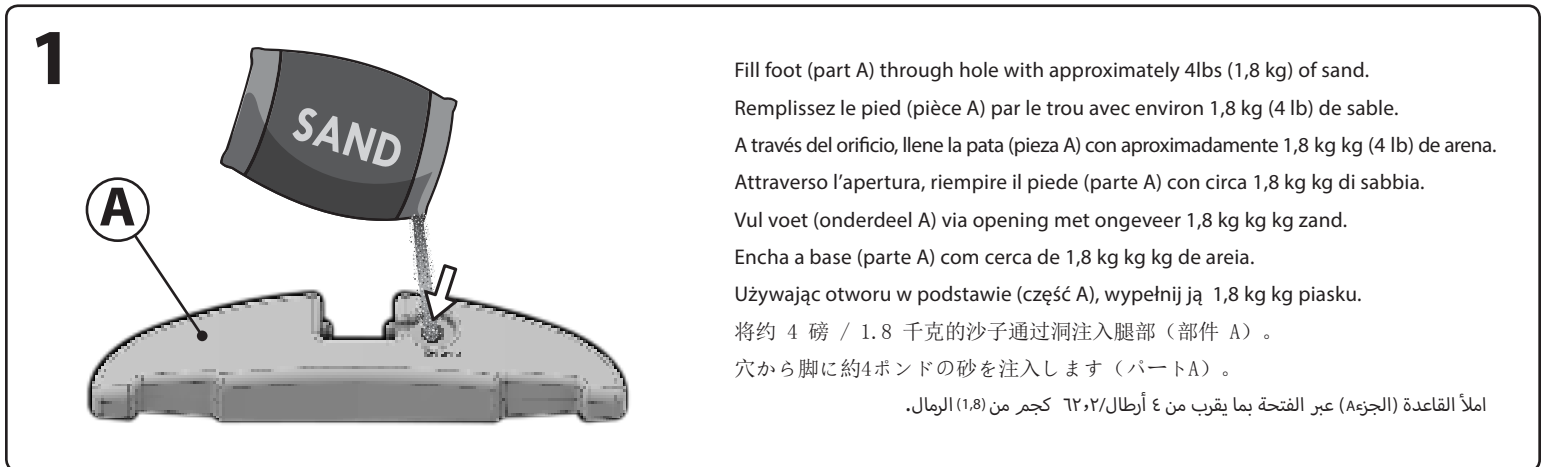 1
SAND
A
Fill foot (part A) through hole with approximately 4lbs (1,8 kg) of sand.
Remplissez le pied (pièce A) par le trou avec environ 1,8 kg (4 lb) de sable.
A través del orificio, llene la pata (pieza A) con aproximadamente 1,8 kg kg (4 lb) de arena.
Attraverso l'apertura, riempire il piede (parte A) con circa 1,8 kg kg di sabbia.
Vul voet (onderdeel A) via opening met ongeveer 1,8 kg kg kg zand.
Encha a base (parte A) com cerca de 1,8 kg kg kg de areia.
Używając otworu w podstawie (część A), wypełnij ją 1,8 kg kg piasku.
将约 4 磅 / 1.8 千克的沙子通过洞注入腿部（部件 A）。
穴から脚に約4ポンドの砂を注入します（パートA）。
املأ القاعدة (الجزءA) عبر الفتحة بما يقرب من ٤ أرطال/٦٢,٢ كجم من (1,8) الرمال.